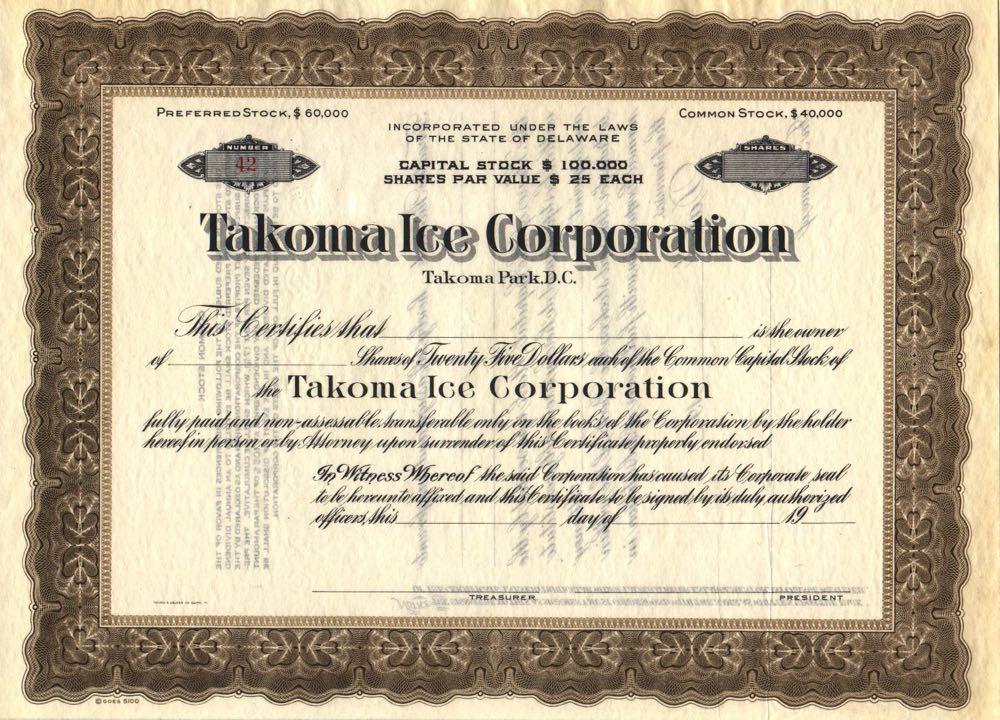 PREFERRED STOCK, $ 60,000
COMMON STOCK, $ 40,000
INCORPORATED UNDER THE LAWS
OF THE STATE OF DELAWARE
NUMBER
42
SHARES
CAPITAL STOCK $ 100.000
SHARES PAR VALUE $ 25 EACH
Takoma Ice Corporation
Takoma Park, D.C.
This Certifies that is the owner
of Shares of Twenty Five Dollars each of the Common Capital Stock of
the Takoma Ice Corporation
fully paid and non-assessable, transferable only on the books of the Corporation by the holder
hereof in person or by Attorney upon surrender of this Certificate properly endorsed
In Witness Whereof the said Corporation has caused its Corporate seal
to be hereunto affixed and this Certificate to be signed by its duly authorized
officers, this day of 19
TREASURER
PRESIDENT
© GOES 5100